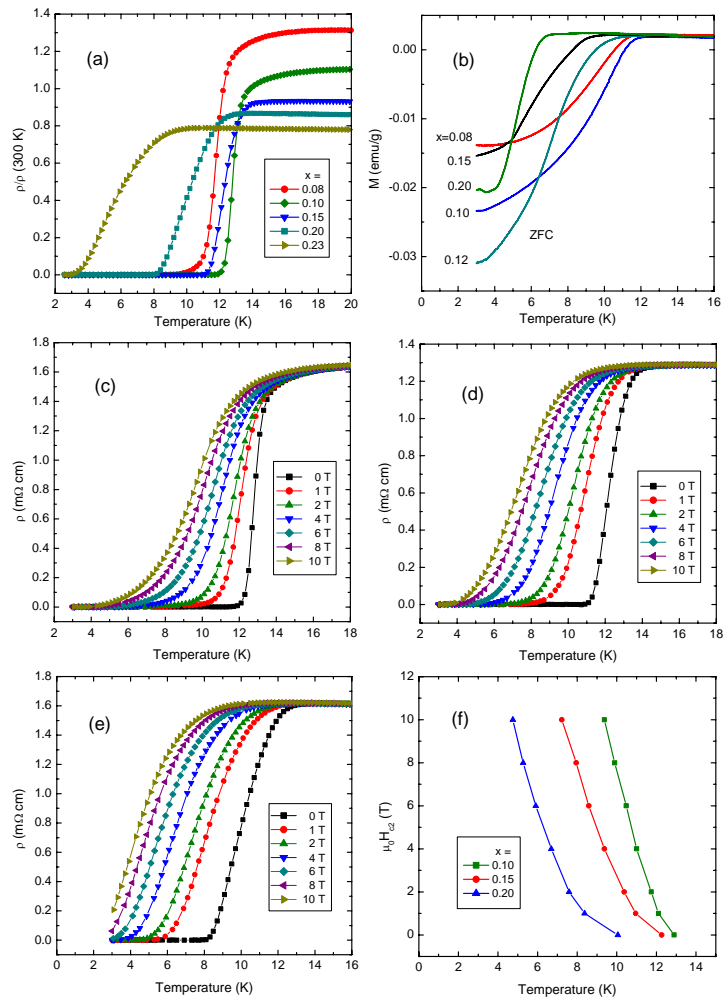 (a)
ρ/ρ (300 K)
1.4
1.2
1.0
0.8
0.6
0.4
0.2
0.0
x =
0.08
0.10
0.15
0.20
0.23
2 4 6 8 10 12 14 16 18 20
Temperature (K)
(b)
M (emu/g)
0.00
-0.01
-0.02
-0.03
x=0.08
0.15
0.20
0.10
0.12
ZFC
0 2 4 6 8 10 12 14 16
Temperature (K)
(c)
ρ (mΩ cm)
1.8
1.6
1.4
1.2
1.0
0.8
0.6
0.4
0.2
0.0
0 T
1 T
2 T
4 T
6 T
8 T
10 T
2 4 6 8 10 12 14 16 18
Temperature (K)
(d)
ρ (mΩ cm)
1.4
1.2
1.0
0.8
0.6
0.4
0.2
0.0
0 T
1 T
2 T
4 T
6 T
8 T
10 T
2 4 6 8 10 12 14 16 18
Temperature (K)
(e)
ρ (mΩ cm)
1.8
1.6
1.4
1.2
1.0
0.8
0.6
0.4
0.2
0.0
0 T
1 T
2 T
4 T
6 T
8 T
10 T
0 2 4 6 8 10 12 14 16
Temperature (K)
(f)
μ₀H_c2 (T)
10
8
6
4
2
0
x =
0.10
0.15
0.20
0 2 4 6 8 10 12 14
Temperature (K)